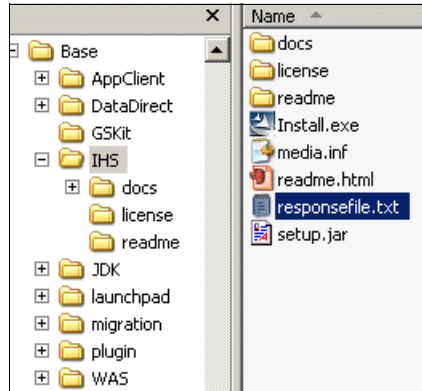 Base
AppClient
DataDirect
GSKit
IHS
docs
license
readme
JDK
launchpad
migration
plugin
WAS
Name
docs
license
readme
Install.exe
media.inf
readme.html
responsefile.txt
setup.jar